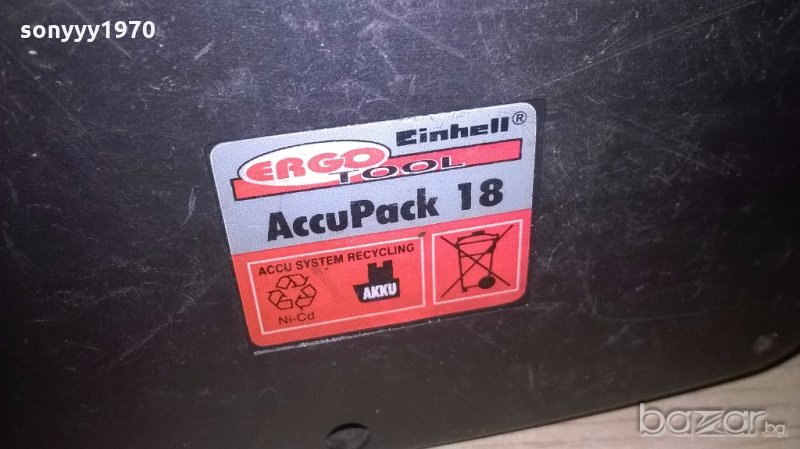 sonyyy1970
Einhell®
ERGO
TOOL
AccuPack 18
ACCU SYSTEM RECYCLING
AKKU
Ni-Cd
bazar.bg